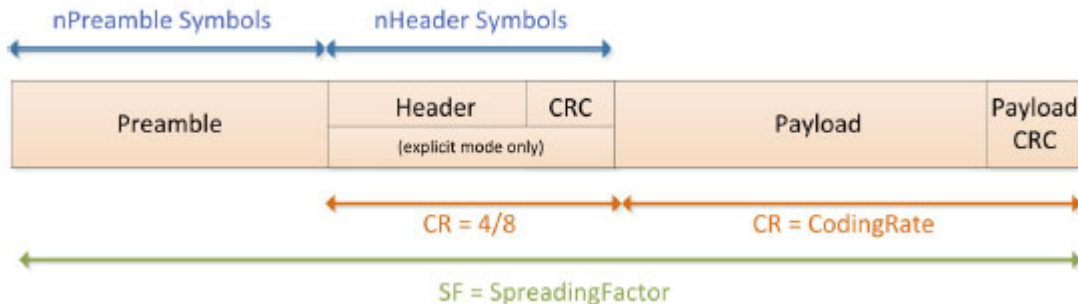 nPreamble Symbols
nHeader Symbols
Preamble
Header
CRC
(explicit mode only)
Payload
Payload
CRC
CR = 4/8
CR = CodingRate
SF = SpreadingFactor